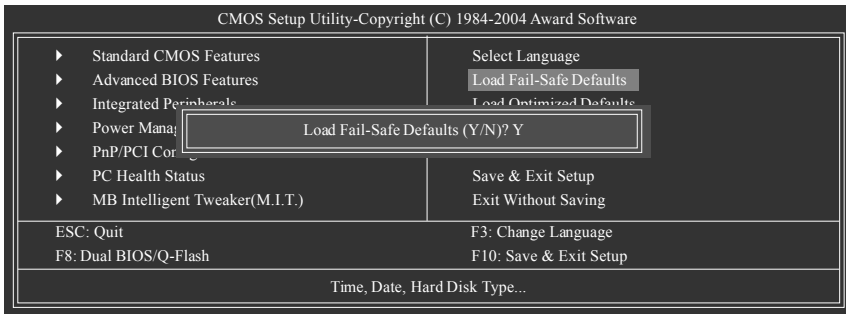 CMOS Setup Utility-Copyright (C) 1984-2004 Award Software
Standard CMOS Features
Advanced BIOS Features
Integrated Peripherals
Power
PnP/PCI
PC Health Status
MB Intelligent Tweaker(M.I.T.)
Select Language
Load Fail-Safe Defaults
Load Optimized Defaults
Load Fail-Safe Defaults (Y/N)? Y
Save & Exit Setup
Exit Without Saving
ESC: Quit
F8: Dual BIOS/Q-Flash
F3: Change Language
F10: Save & Exit Setup
Time, Date, Hard Disk Type...